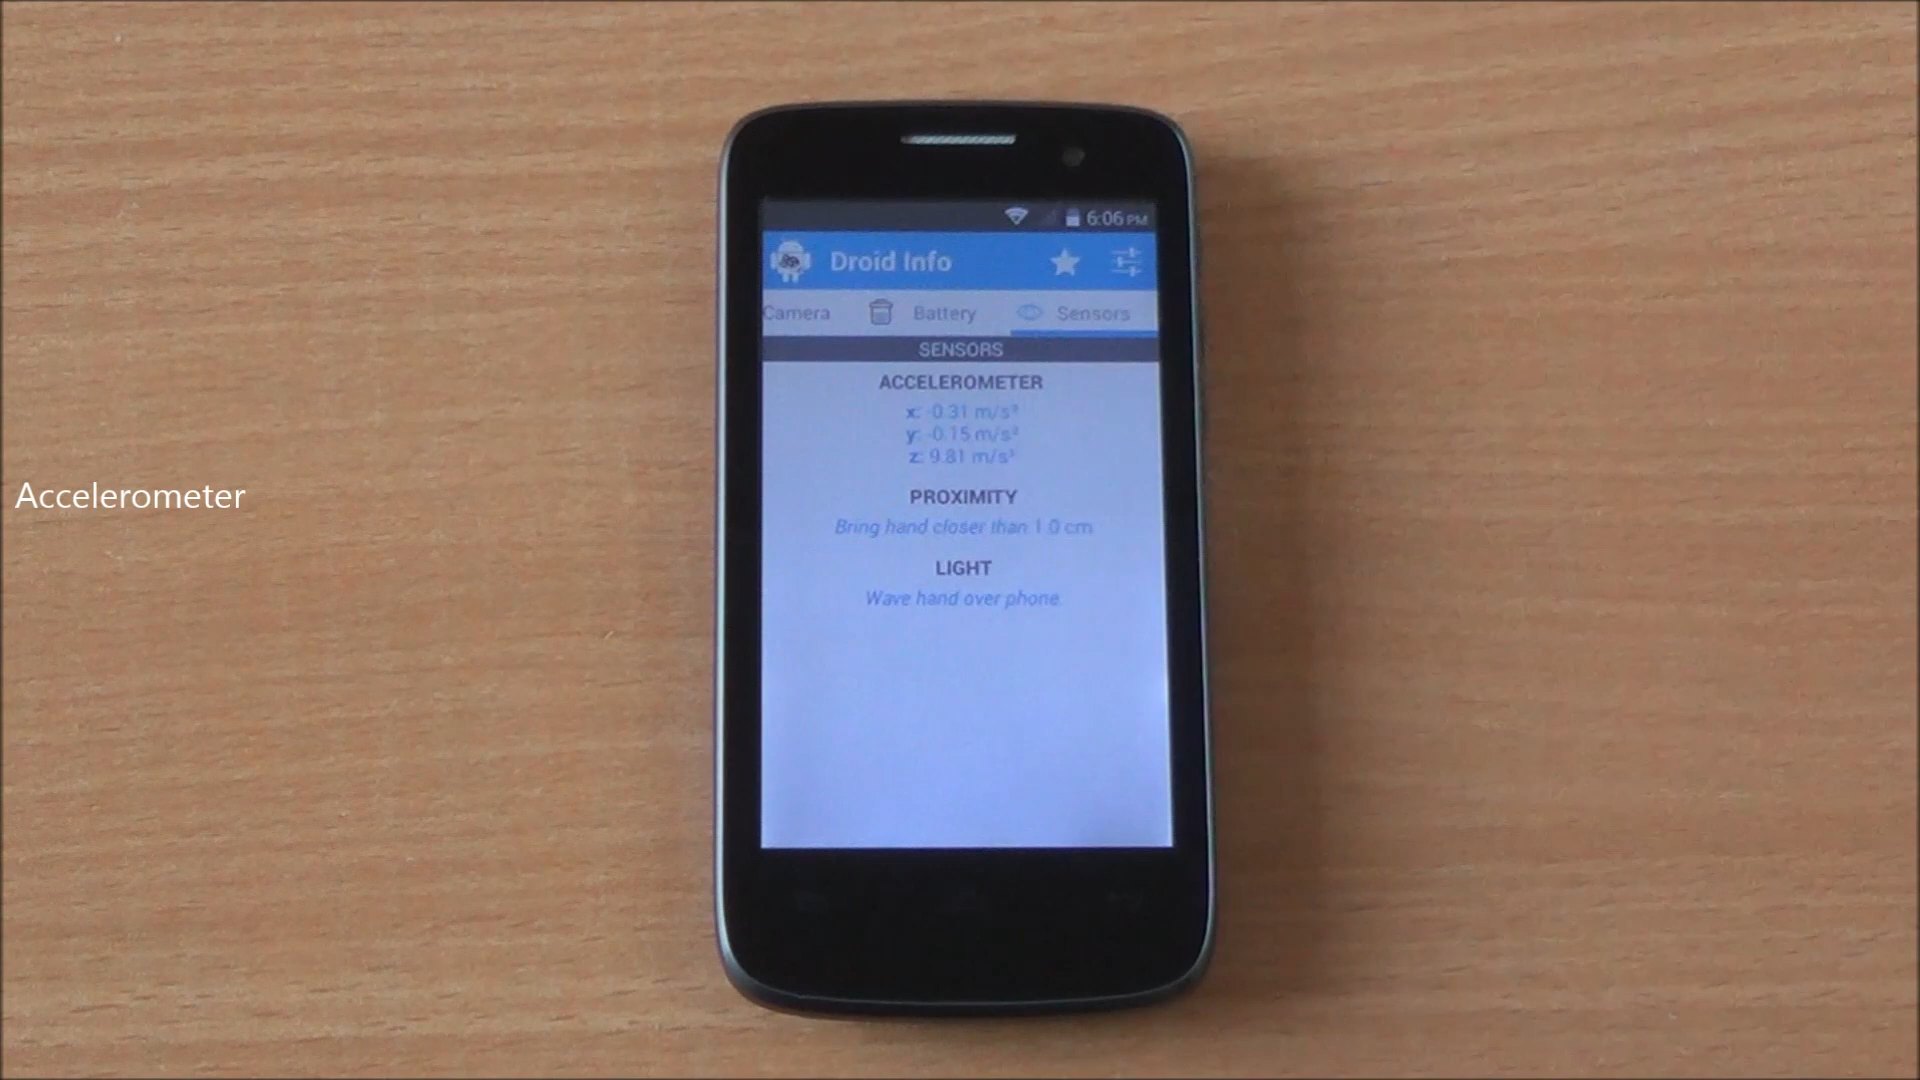 6:06 PM
Droid Info
Camera Battery Sensors
SENSORS
ACCELEROMETER
x: -0.31 m/s²
y: -0.15 m/s²
z: 9.81 m/s²
Accelerometer
PROXIMITY
Bring hand closer than 1.0 cm.
LIGHT
Wave hand over phone.